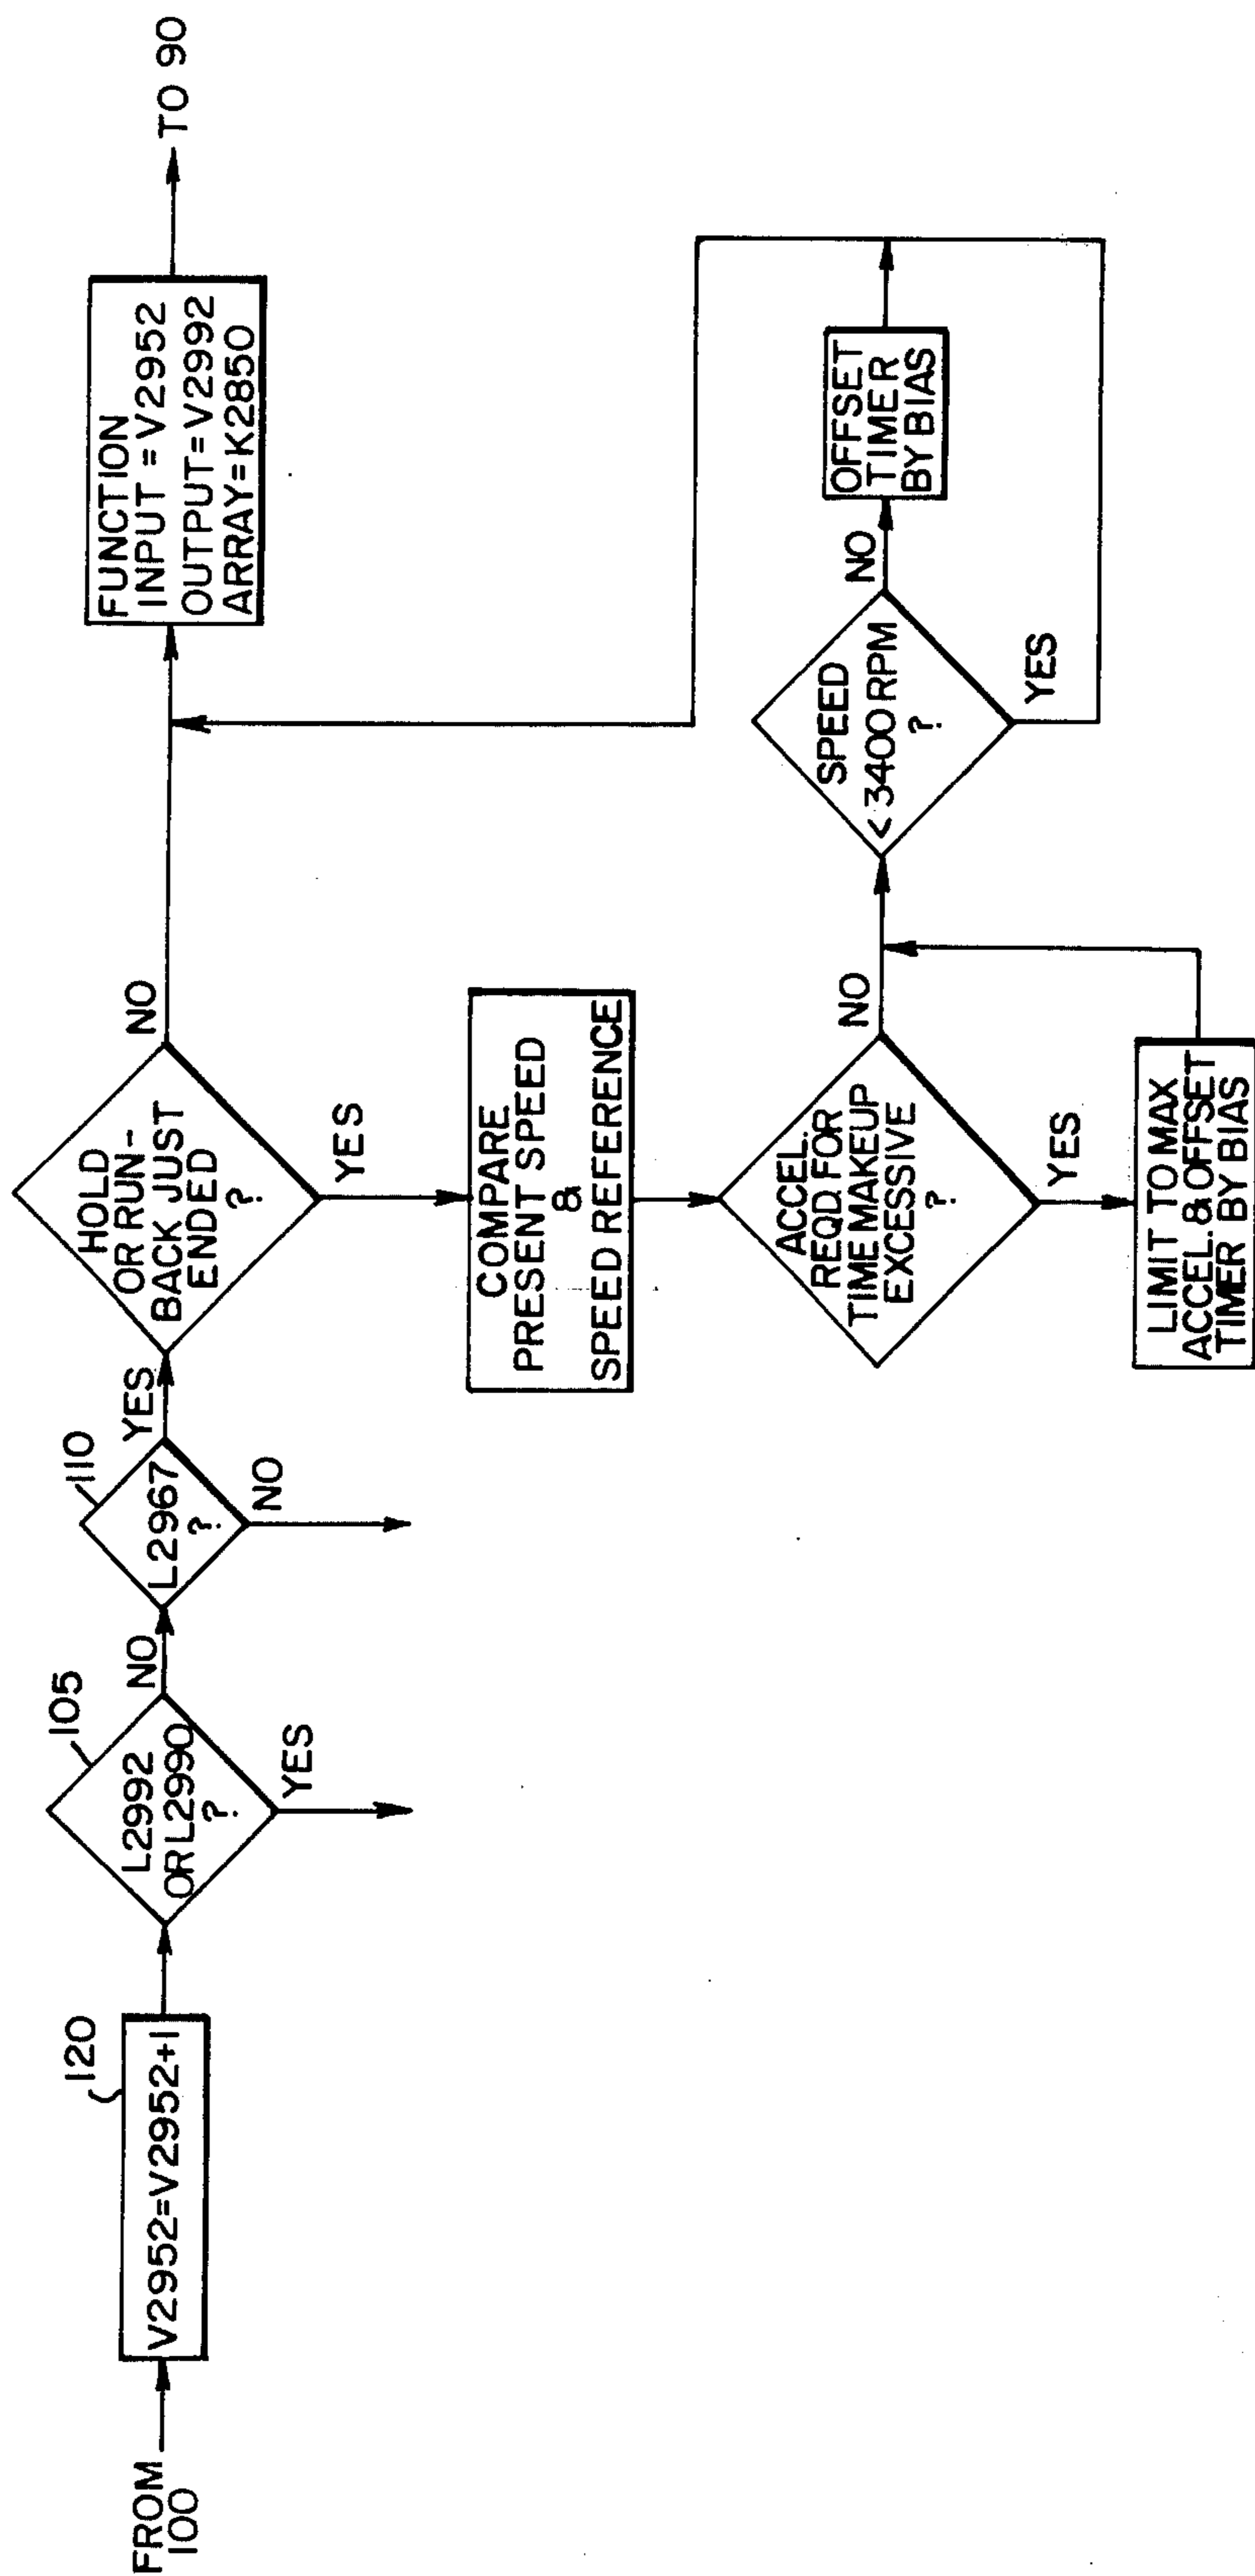 FROM
100
120
V2952=V2952+1
105
L2992
OR L2990
?
NO
YES
110
L2967
?
YES
NO
HOLD
OR RUN-
BACK JUST
ENDED
?
NO
YES
FUNCTION
INPUT = V2952
OUTPUT=V2992
ARRAY=K2850
TO 90
COMPARE
PRESENT SPEED
&
SPEED REFERENCE
ACCEL.
REQD. FOR
TIME MAKEUP
EXCESSIVE
?
NO
YES
LIMIT TO MAX
ACCEL. & OFFSET
TIMER BY BIAS
SPEED
< 3400 RPM
?
NO
YES
OFFSET
TIMER
BY BIAS